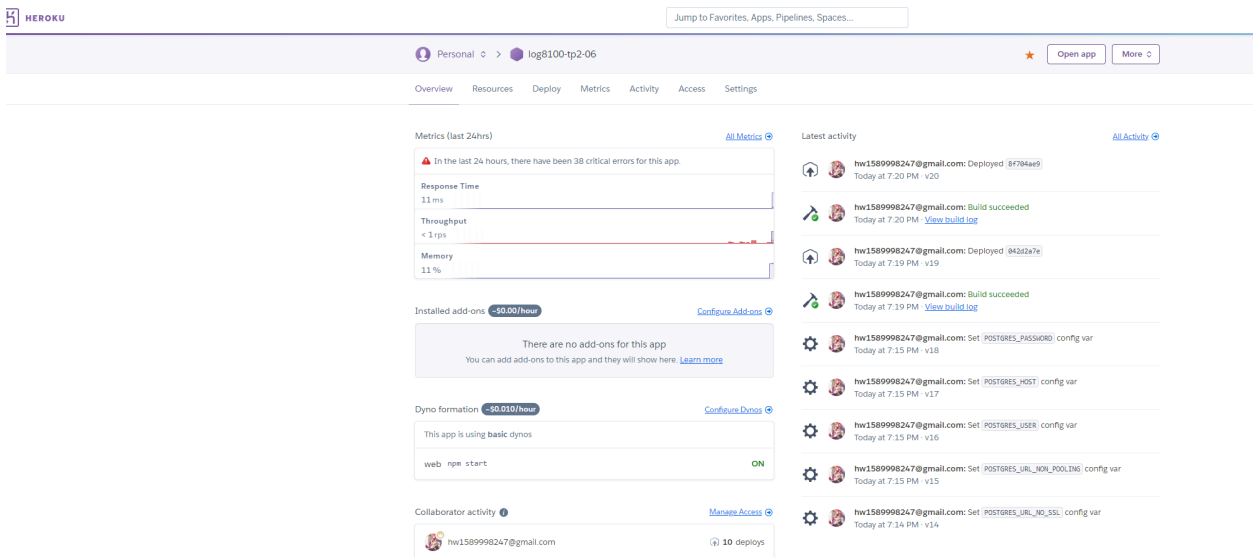 HEROKU
Jump to Favorites, Apps, Pipelines, Spaces...
Personal > log8100-tp2-06
Open app
More
Overview Resources Deploy Metrics Activity Access Settings
Metrics (last 24hrs)
All Metrics
In the last 24 hours, there have been 38 critical errors for this app.
Response Time
11 ms
Throughput
< 1 rps
Memory
11 %
Installed add-ons ~$0.00/hour
Configure Add-ons
There are no add-ons for this app
You can add add-ons to this app and they will show here. Learn more
Dyno formation ~$0.010/hour
Configure Dynos
This app is using basic dynos
web npm start
ON
Collaborator activity
Manage Access
hw1589998247@gmail.com
10 deploys
Latest activity
All Activity
hw1589998247@gmail.com: Deployed 8f704ae9
Today at 7:20 PM · v20
hw1589998247@gmail.com: Build succeeded
Today at 7:20 PM · View build log
hw1589998247@gmail.com: Deployed 042d2a7e
Today at 7:19 PM · v19
hw1589998247@gmail.com: Build succeeded
Today at 7:19 PM · View build log
hw1589998247@gmail.com: Set POSTGRES_PASSWORD config var
Today at 7:15 PM · v18
hw1589998247@gmail.com: Set POSTGRES_HOST config var
Today at 7:15 PM · v17
hw1589998247@gmail.com: Set POSTGRES_USER config var
Today at 7:15 PM · v16
hw1589998247@gmail.com: Set POSTGRES_URL_NON_POOLING config var
Today at 7:15 PM · v15
hw1589998247@gmail.com: Set POSTGRES_URL_NO_SSL config var
Today at 7:14 PM · v14